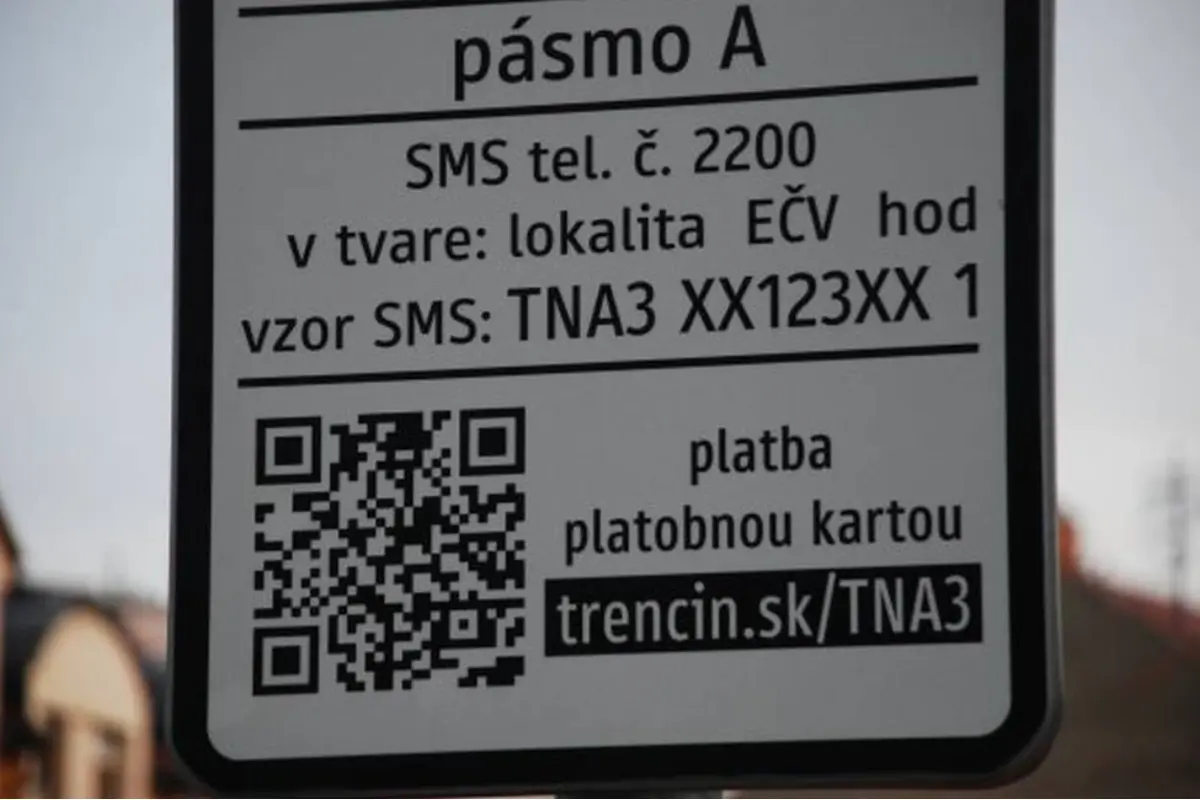 pásmo A
SMS tel. č. 2200
v tvare: lokalita EČV hod
vzor SMS: TNA3 XX123XX 1
platba
platobnou kartou
trencin.sk/TNA3